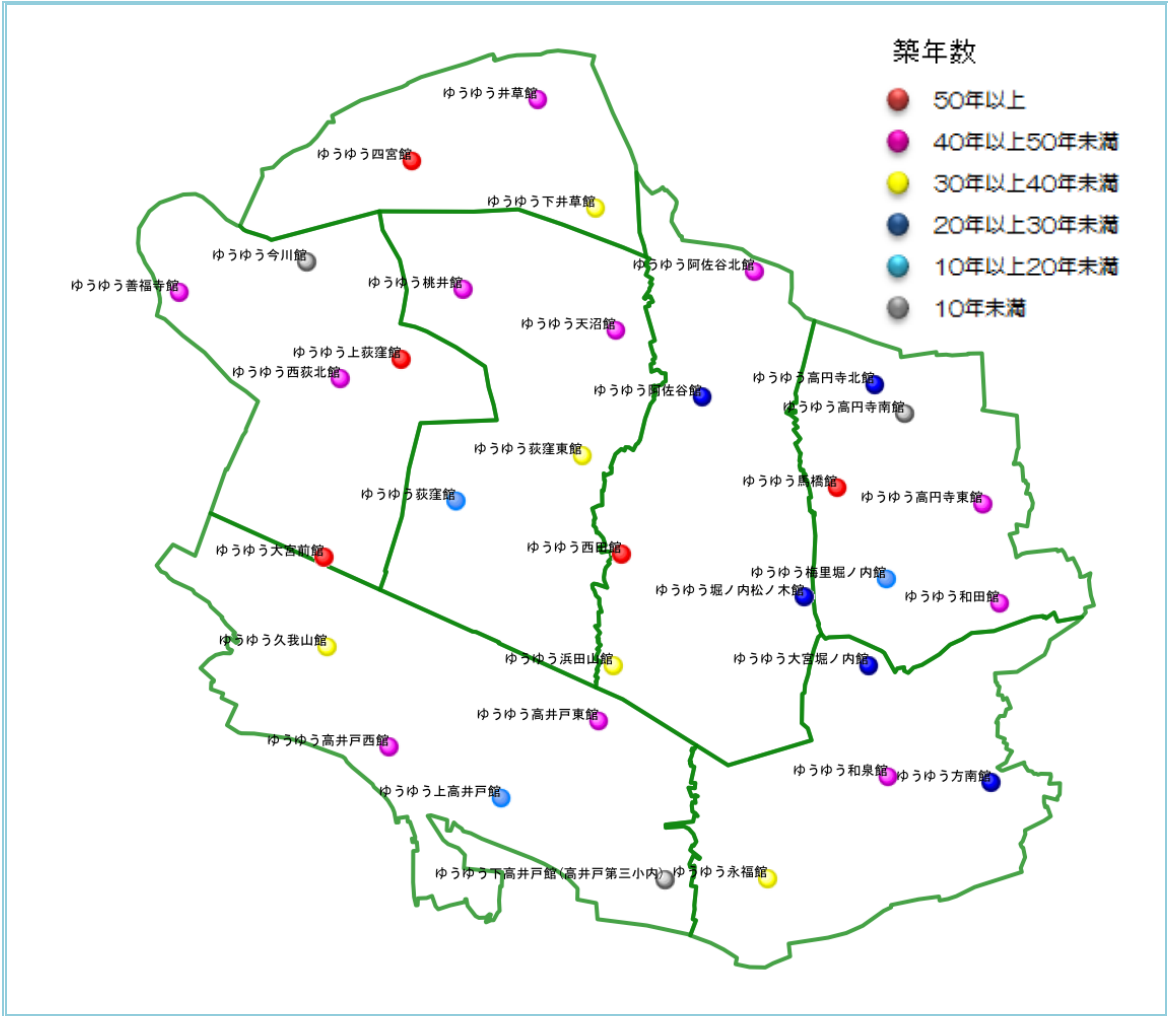 築年数
50年以上
40年以上50年未満
30年以上40年未満
20年以上30年未満
10年以上20年未満
10年未満
ゆうゆう井草館
ゆうゆう四宮館
ゆうゆう下井草館
ゆうゆう今川館
ゆうゆう阿佐谷北館
ゆうゆう善福寺館
ゆうゆう桃井館
ゆうゆう天沼館
ゆうゆう上荻窪館
ゆうゆう西荻北館
ゆうゆう高円寺北館
ゆうゆう阿佐谷館
ゆうゆう高円寺南館
ゆうゆう荻窪東館
ゆうゆう馬橋館
ゆうゆう荻窪館
ゆうゆう高円寺東館
ゆうゆう大宮前館
ゆうゆう西田館
ゆうゆう梅里堀ノ内館
ゆうゆう堀ノ内松ノ木館
ゆうゆう和田館
ゆうゆう久我山館
ゆうゆう浜田山館
ゆうゆう大宮堀ノ内館
ゆうゆう高井戸東館
ゆうゆう高井戸西館
ゆうゆう和泉館
ゆうゆう方南館
ゆうゆう上高井戸館
ゆうゆう下高井戸館(高井戸第三小内)
ゆうゆう永福館